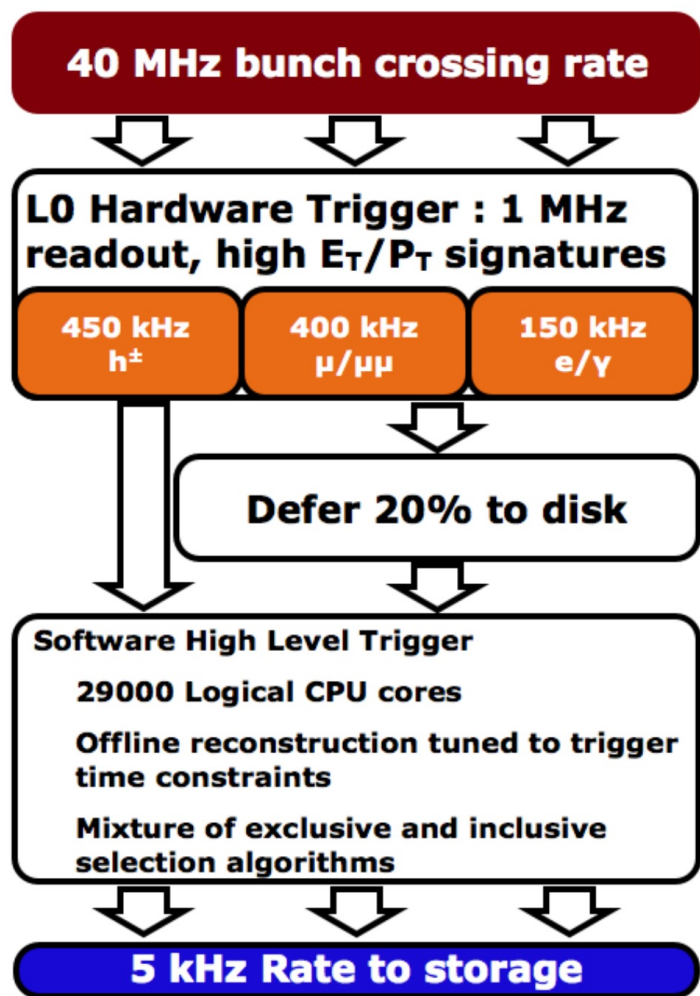 40 MHz bunch crossing rate
L0 Hardware Trigger : 1 MHz
readout, high E_T/P_T signatures
450 kHz
h±
400 kHz
μ/μμ
150 kHz
e/γ
Defer 20% to disk
Software High Level Trigger
29000 Logical CPU cores
Offline reconstruction tuned to trigger
time constraints
Mixture of exclusive and inclusive
selection algorithms
5 kHz Rate to storage